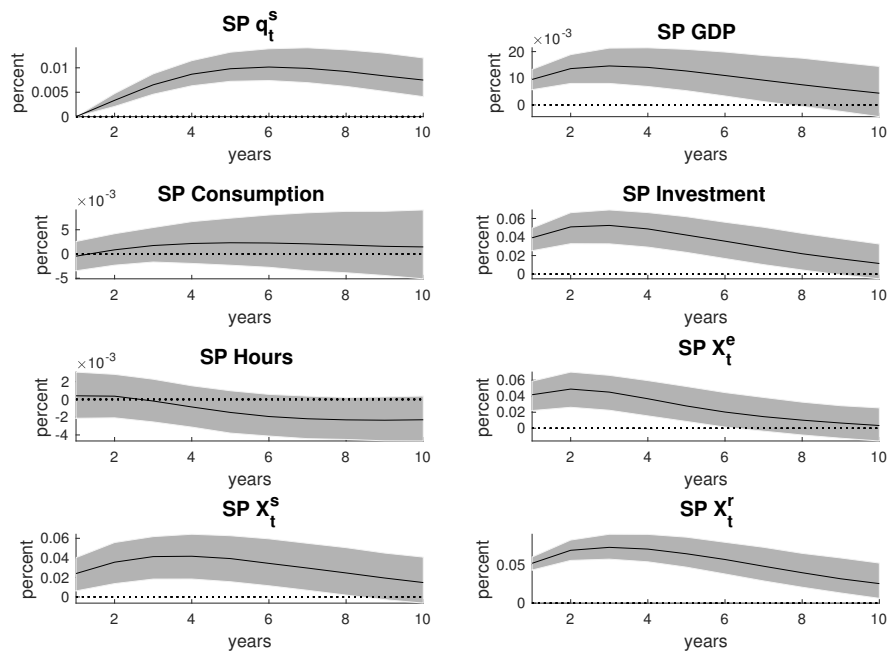 SP q_t^s
percent
0.01
0.005
0
2 4 6 8 10
years
SP GDP
×10^-3
percent
20
10
0
2 4 6 8 10
years
SP Consumption
×10^-3
percent
5
0
-5
2 4 6 8 10
years
SP Investment
percent
0.06
0.04
0.02
0
2 4 6 8 10
years
SP Hours
×10^-3
percent
2
0
-2
-4
2 4 6 8 10
years
SP X_t^e
percent
0.06
0.04
0.02
0
2 4 6 8 10
years
SP X_t^s
percent
0.06
0.04
0.02
0
2 4 6 8 10
years
SP X_t^r
percent
0.05
0
2 4 6 8 10
years